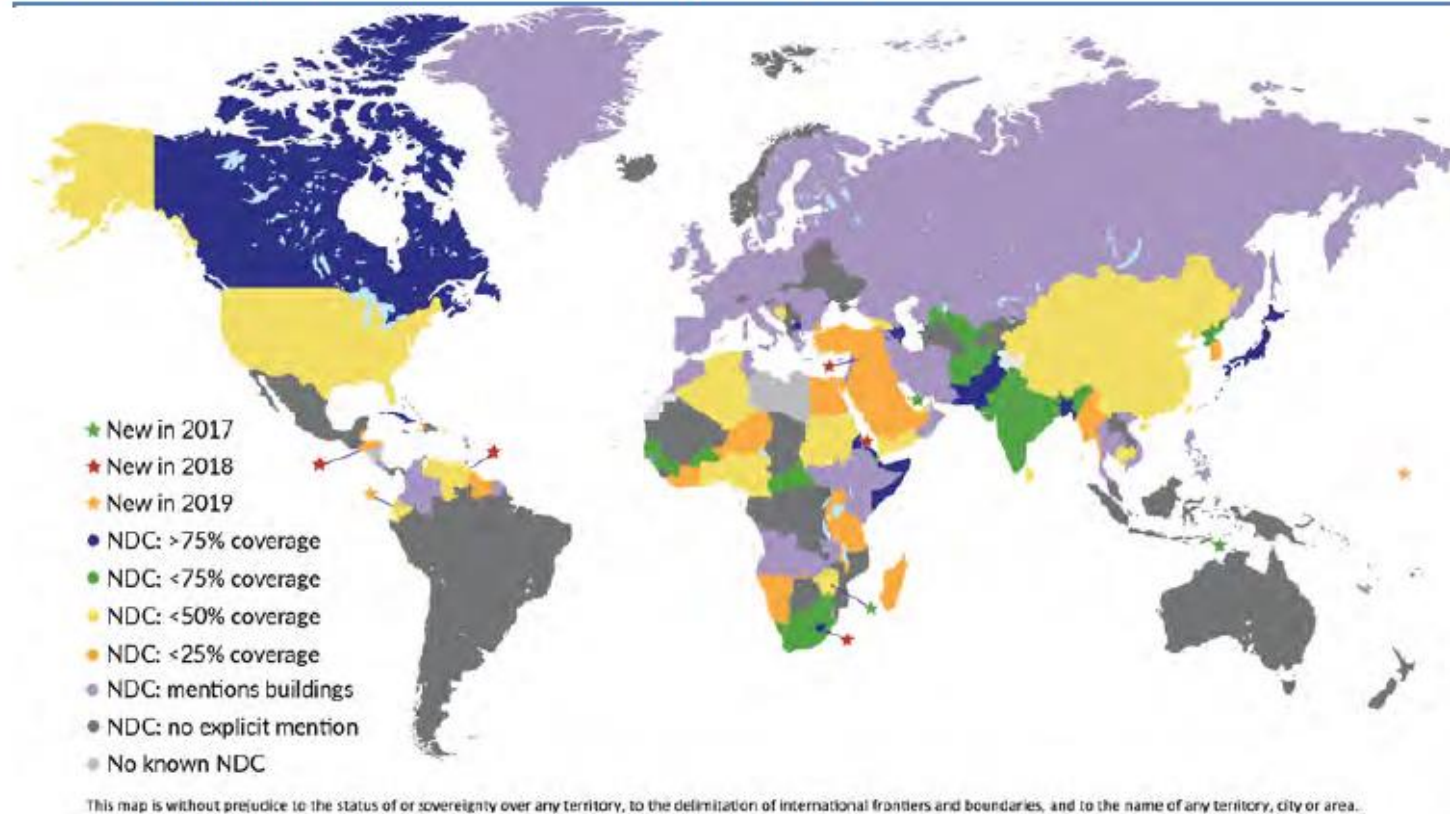 New in 2017
New in 2018
New in 2019
NDC: >75% coverage
NDC: <75% coverage
NDC: <50% coverage
NDC: <25% coverage
NDC: mentions buildings
NDC: no explicit mention
No known NDC
This map is without prejudice to the status of or sovereignty over any territory, to the delimitation of international frontiers and boundaries, and to the name of any territory, city or area.